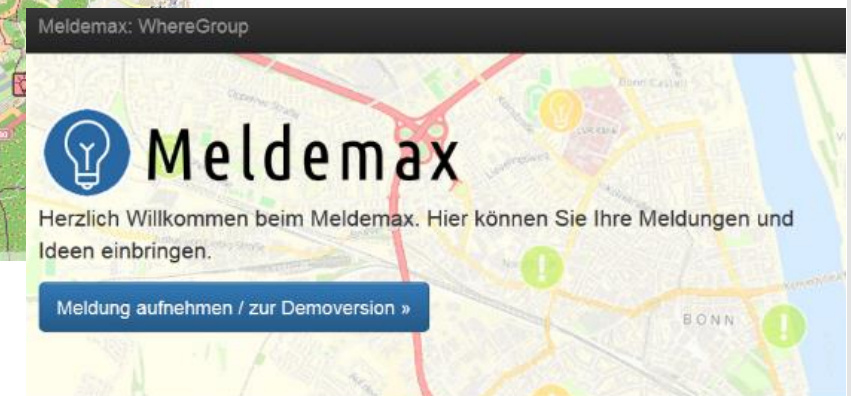 Meldemax: WhereGroup
Meldemax
Herzlich Willkommen beim Meldemax. Hier können Sie Ihre Meldungen und
Ideen einbringen.
Meldung aufnehmen / zur Demoversion »
BONN